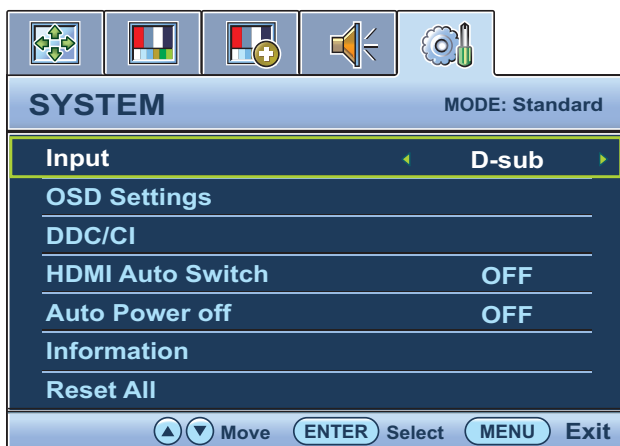 SYSTEM MODE: Standard
Input D-sub
OSD Settings
DDC/CI
HDMI Auto Switch OFF
Auto Power off OFF
Information
Reset All
Move ENTER Select MENU Exit